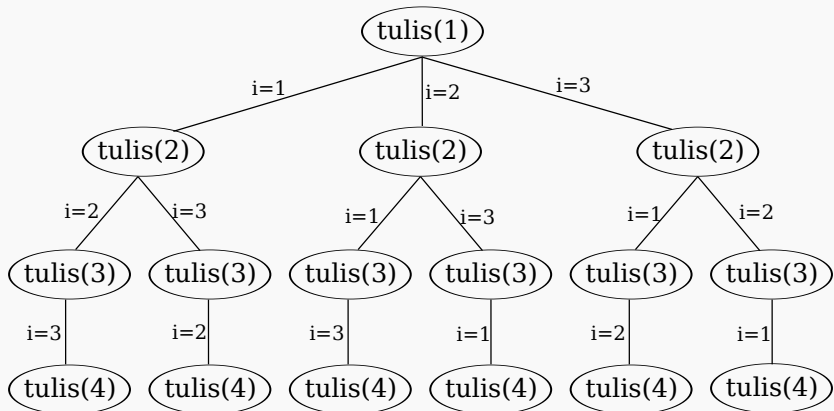 tulis(1)
i=1 i=2 i=3
tulis(2) tulis(2) tulis(2)
i=2 i=3 i=1 i=3 i=1 i=2
tulis(3) tulis(3) tulis(3) tulis(3) tulis(3) tulis(3)
i=3 i=2 i=3 i=1 i=2 i=1
tulis(4) tulis(4) tulis(4) tulis(4) tulis(4) tulis(4)